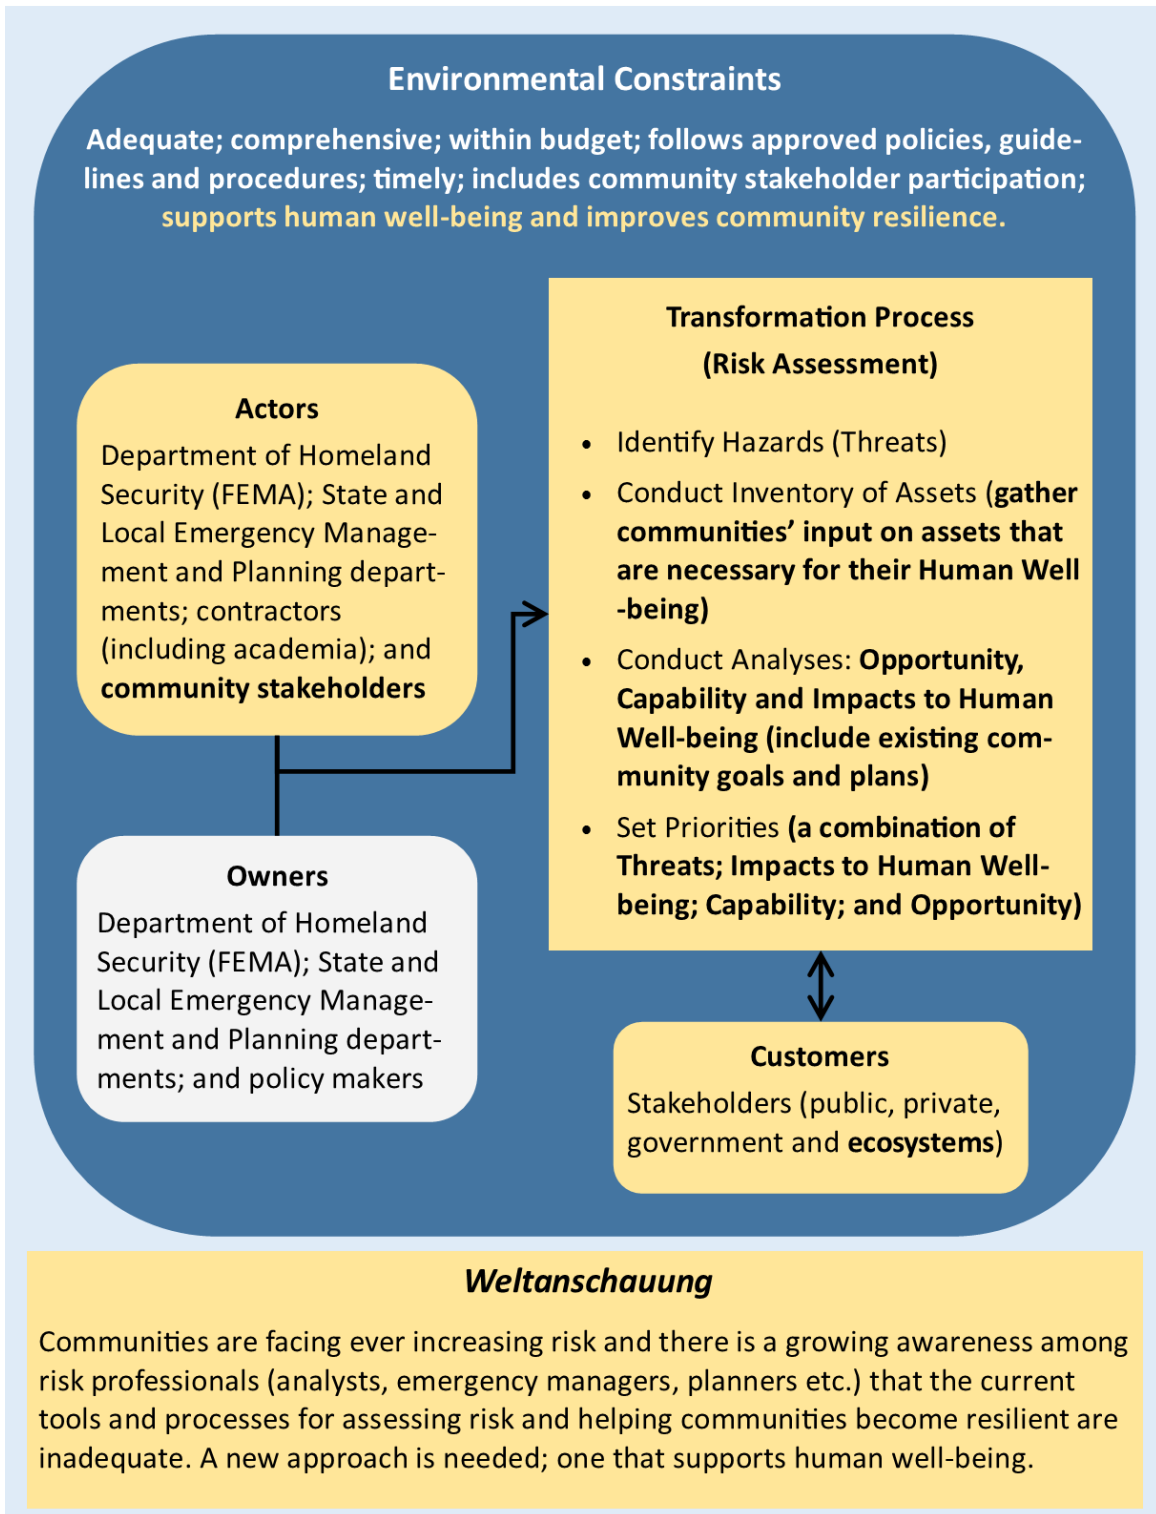 Environmental Constraints
Adequate; comprehensive; within budget; follows approved policies, guide-
lines and procedures; timely; includes community stakeholder participation;
supports human well-being and improves community resilience.
Actors
Department of Homeland
Security (FEMA); State and
Local Emergency Manage-
ment and Planning depart-
ments; contractors
(including academia); and
community stakeholders
Owners
Department of Homeland
Security (FEMA); State and
Local Emergency Manage-
ment and Planning depart-
ments; and policy makers
Transformation Process
(Risk Assessment)
• Identify Hazards (Threats)
• Conduct Inventory of Assets (gather
communities’ input on assets that
are necessary for their Human Well
-being)
• Conduct Analyses: Opportunity,
Capability and Impacts to Human
Well-being (include existing com-
munity goals and plans)
• Set Priorities (a combination of
Threats; Impacts to Human Well-
being; Capability; and Opportunity)
Customers
Stakeholders (public, private,
government and ecosystems)
Weltanschauung
Communities are facing ever increasing risk and there is a growing awareness among
risk professionals (analysts, emergency managers, planners etc.) that the current
tools and processes for assessing risk and helping communities become resilient are
inadequate. A new approach is needed; one that supports human well-being.